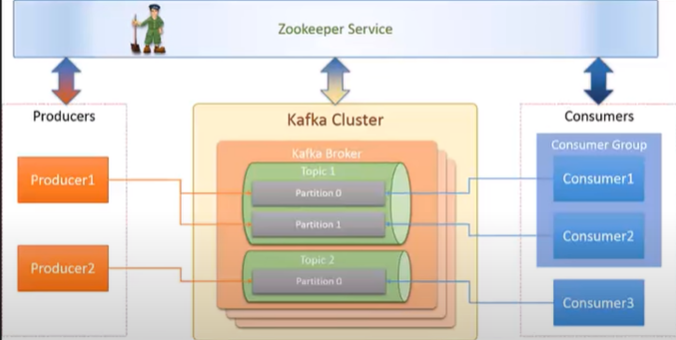 Zookeeper Service
Producers
Kafka Cluster
Consumers
Kafka Broker
Consumer Group
Topic 1
Producer1
Partition 0
Consumer1
Partition 1
Consumer2
Topic 2
Producer2
Partition 0
Consumer3